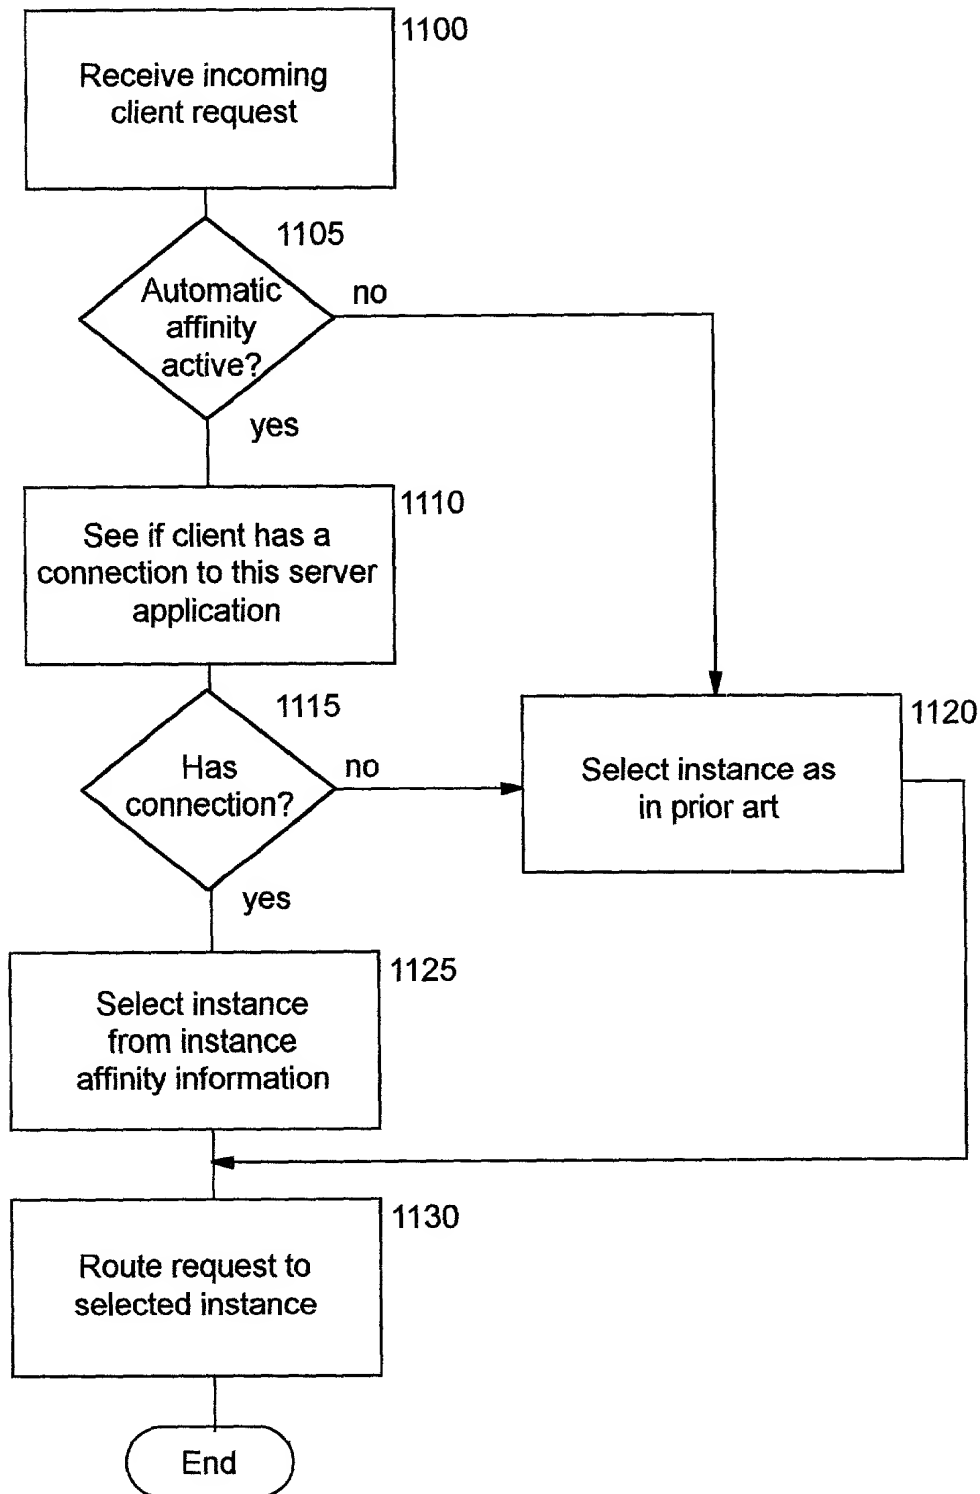 1100
Receive incoming
client request
1105
Automatic
affinity
active?
no
yes
1110
See if client has a
connection to this server
application
1115
Has
connection?
no
yes
1120
Select instance as
in prior art
1125
Select instance
from instance
affinity information
1130
Route request to
selected instance
End